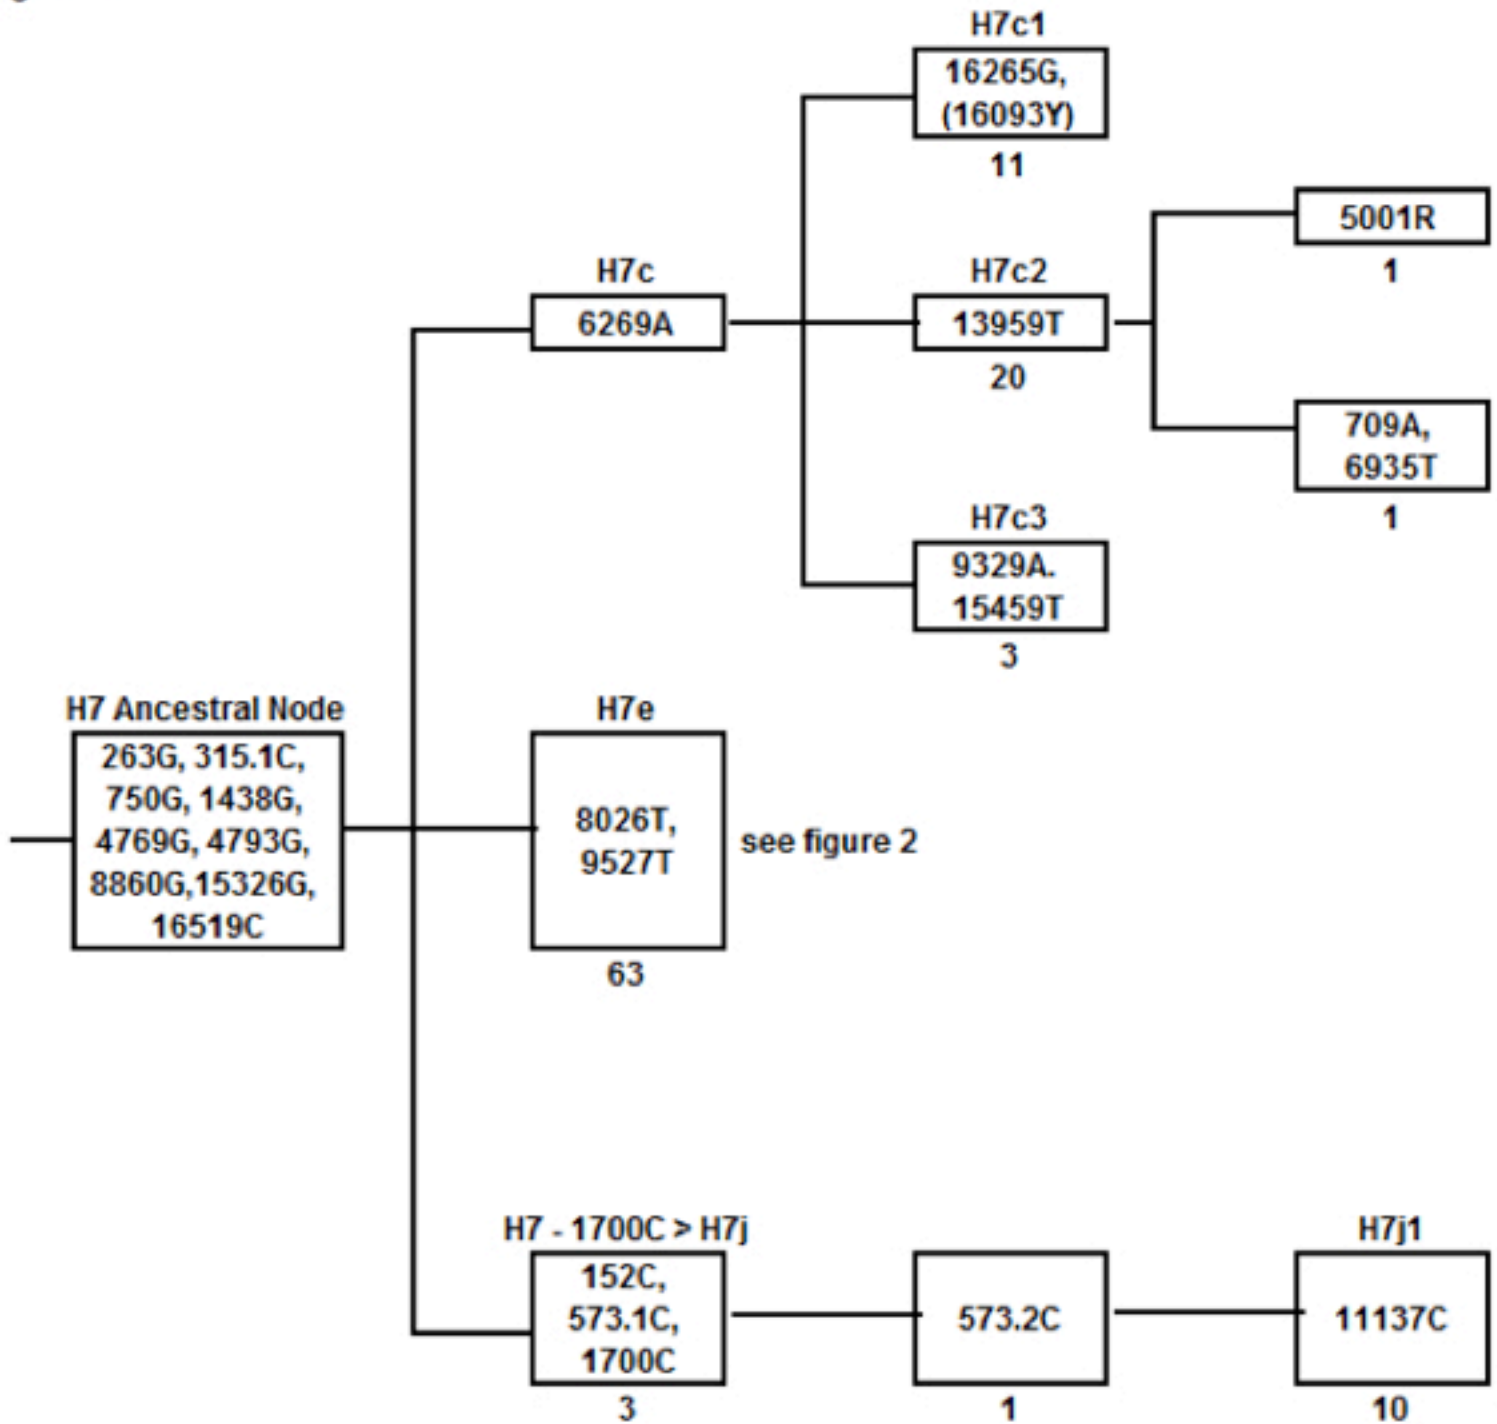 H7c1
16265G,
(16093Y)
11
5001R
1
H7c
6269A
H7c2
13959T
20
709A,
6935T
1
H7c3
9329A.
15459T
3
H7 Ancestral Node
263G, 315.1C,
750G, 1438G,
4769G, 4793G,
8860G,15326G,
16519C
H7e
8026T,
9527T
63
see figure 2
H7 - 1700C > H7j
152C,
573.1C,
1700C
3
573.2C
1
H7j1
11137C
10